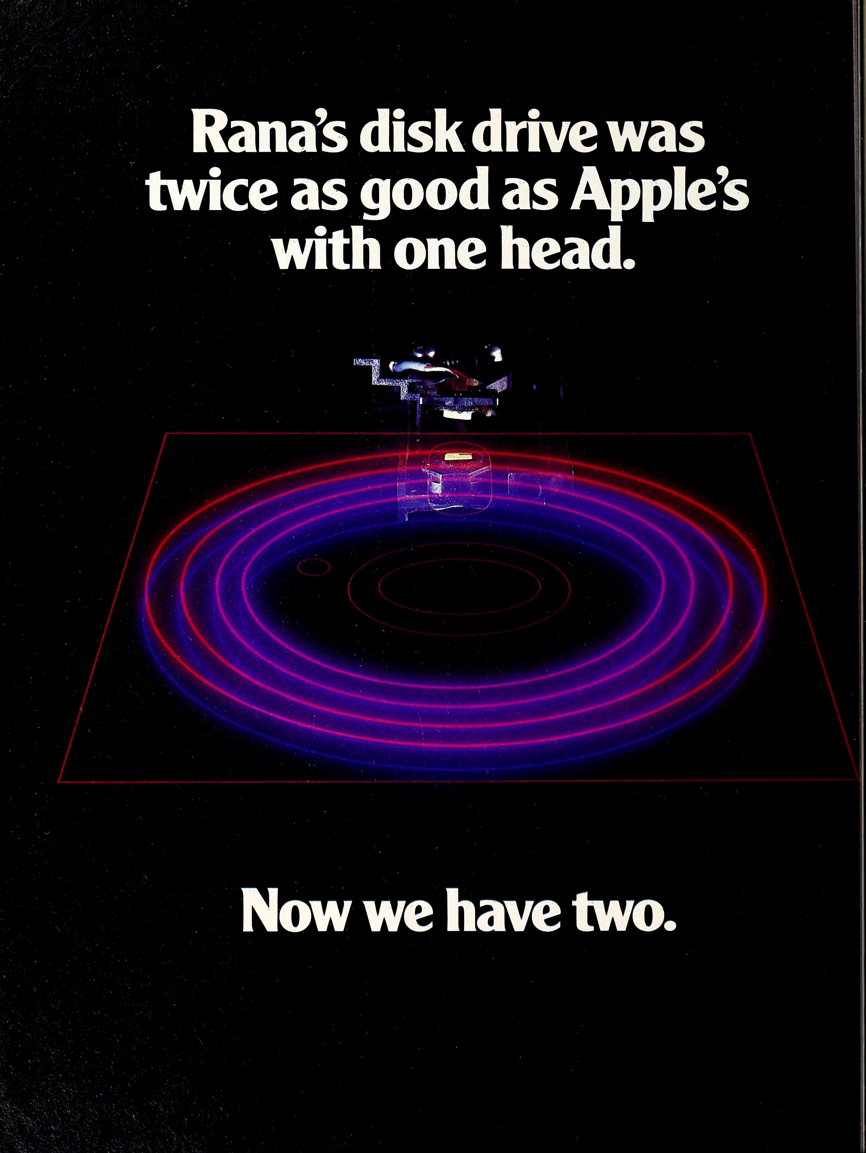 Rana's disk drive was
twice as good as Apple's
with one head.
Now we have two.